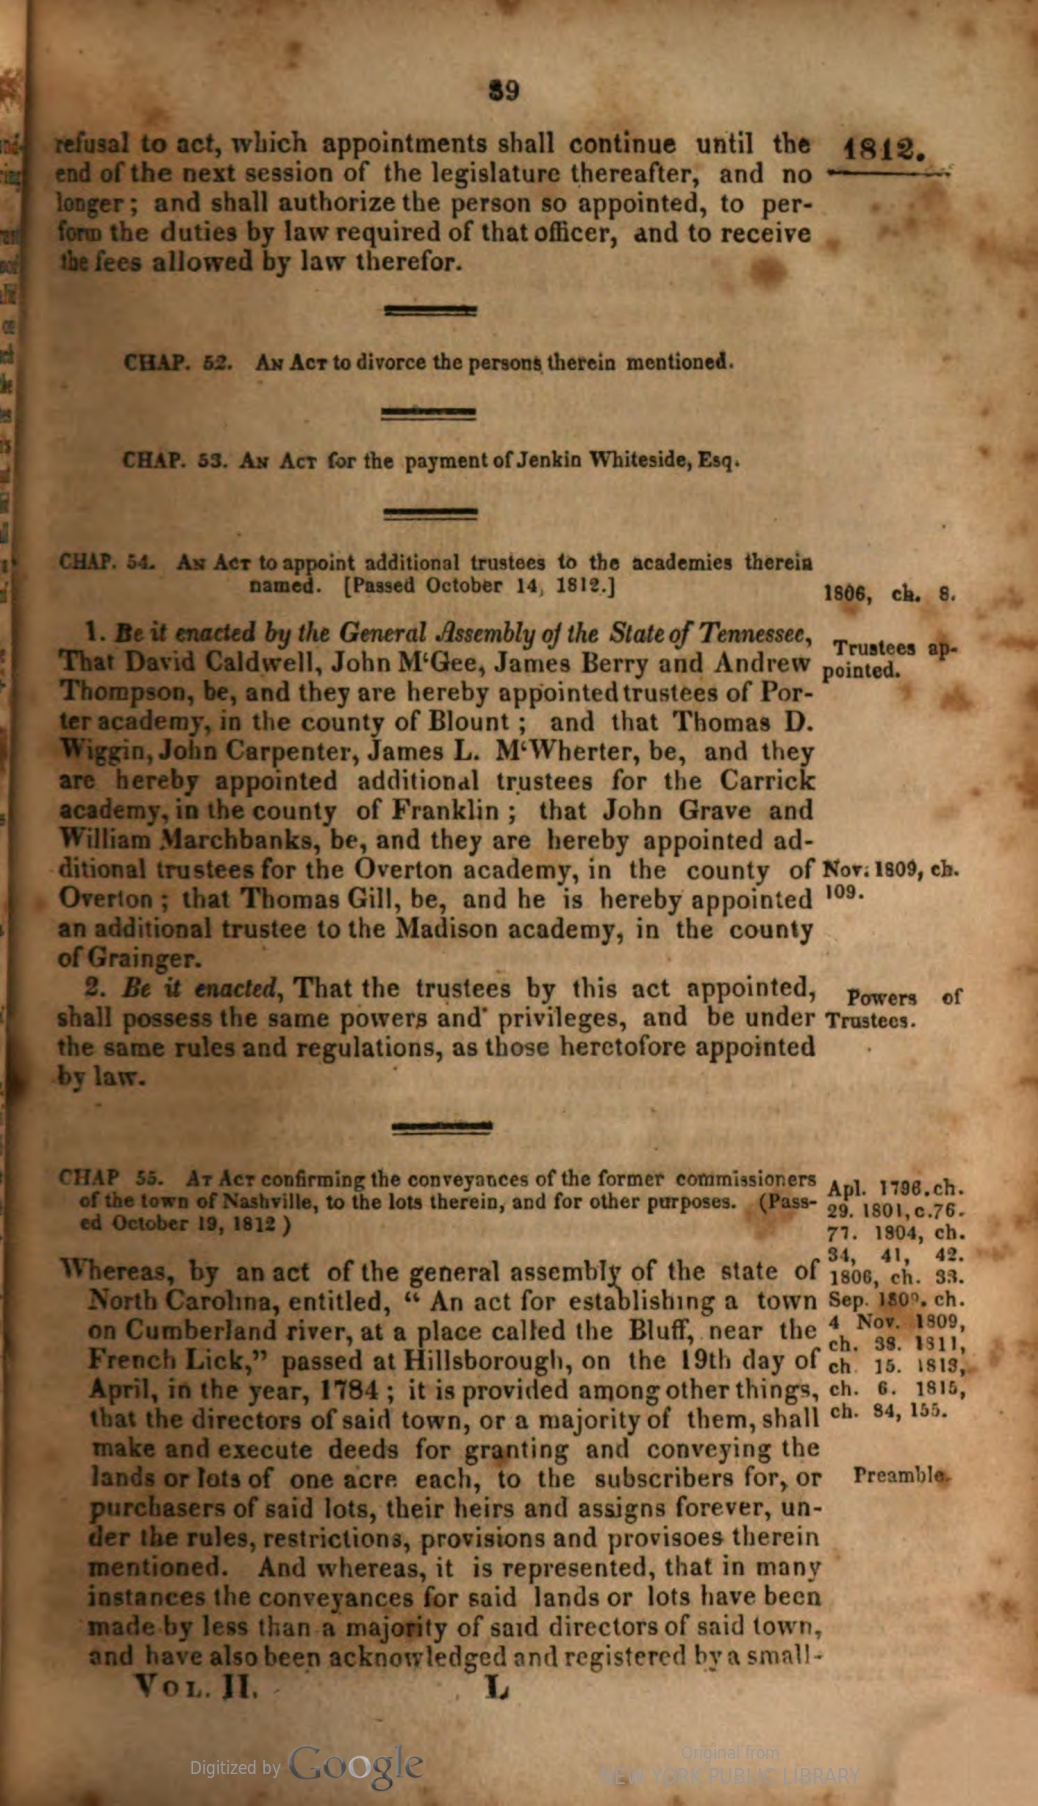 89
1812.
refusal to act, which appointments shall continue until the
end of the next session of the legislature thereafter, and no
longer; and shall authorize the person so appointed, to per-
form the duties by law required of that officer, and to receive
the fees allowed by law therefor.
CHAP. 52. AN ACT to divorce the persons therein mentioned.
CHAP. 53. AN ACT for the payment of Jenkin Whiteside, Esq.
CHAP. 54. AN ACT to appoint additional trustees to the academies therein
named. [Passed October 14, 1812.]
1806, ch. 8.
1. Be it enacted by the General Assembly of the State of Tennessee,
That David Caldwell, John M'Gee, James Berry and Andrew
Thompson, be, and they are hereby appointed trustees of Por-
ter academy, in the county of Blount ; and that Thomas D.
Wiggin, John Carpenter, James L. M'Wherter, be, and they
are hereby appointed additional trustees for the Carrick
academy, in the county of Franklin ; that John Grave and
William Marchbanks, be, and they are hereby appointed ad-
ditional trustees for the Overton academy, in the county of
Overton ; that Thomas Gill, be, and he is hereby appointed
an additional trustee to the Madison academy, in the county
of Grainger.
Trustees ap-
pointed.
Nov. 1809, ch.
109.
2. Be it enacted, That the trustees by this act appointed,
shall possess the same powers and privileges, and be under
the same rules and regulations, as those heretofore appointed
by law.
Powers of
Trustees.
CHAP 55. AT ACT confirming the conveyances of the former commissioners
of the town of Nashville, to the lots therein, and for other purposes. (Pass-
ed October 19, 1812 )
Apl. 1796. ch.
29. 1801, c. 76.
77. 1804, ch.
34, 41, 42.
1806, ch. 33.
Sep. ch.
4 Nov. 1809,
ch. 38. 1811,
ch 15. 1813,
ch. 6. 1815,
ch. 84, 155.
Whereas, by an act of the general assembly of the state of
North Carolina, entitled, “ An act for establishing a town
on Cumberland river, at a place called the Bluff, near the
French Lick,” passed at Hillsborough, on the 19th day of
April, in the year, 1784 ; it is provided among other things,
that the directors of said town, or a majority of them, shall
make and execute deeds for granting and conveying the
lands or lots of one acre each, to the subscribers for, or
purchasers of said lots, their heirs and assigns forever, un-
der the rules, restrictions, provisions and provisoes therein
mentioned. And whereas, it is represented, that in many
instances the conveyances for said lands or lots have been
made by less than a majority of said directors of said town,
and have also been acknowledged and registered by a small-
Preamble.
VOL. II. L
Digitized by Google
Original from
NEW YORK PUBLIC LIBRARY